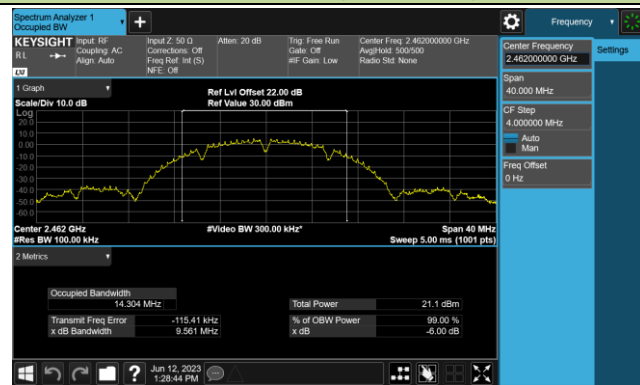 Spectrum Analyzer 1
Occupied BW
Frequency
KEYSIGHT
R L
LXI
Input: RF
Coupling: AC
Align: Auto
Input Z: 50 Ω
Corrections: Off
Freq Ref: Int (S)
NFE: Off
Atten: 20 dB
Trig: Free Run
Gate: Off
#IF Gain: Low
Center Freq: 2.462000000 GHz
Avg|Hold: 500/500
Radio Std: None
Center Frequency
2.462000000 GHz
Settings
Span
40.000 MHz
CF Step
4.000000 MHz
Auto
Man
Freq Offset
0 Hz
1 Graph
Scale/Div 10.0 dB
Ref Lvl Offset 22.00 dB
Ref Value 30.00 dBm
Log
20.0
10.0
0.00
-10.0
-20.0
-30.0
-40.0
-50.0
-60.0
Center 2.462 GHz
#Video BW 300.00 kHz*
Span 40 MHz
#Res BW 100.00 kHz
Sweep 5.00 ms (1001 pts)
2 Metrics
Occupied Bandwidth
14.304 MHz
Total Power 21.1 dBm
Transmit Freq Error -115.41 kHz
% of OBW Power 99.00 %
x dB Bandwidth 9.561 MHz
x dB -6.00 dB
?
Jun 12, 2023
1:28:44 PM